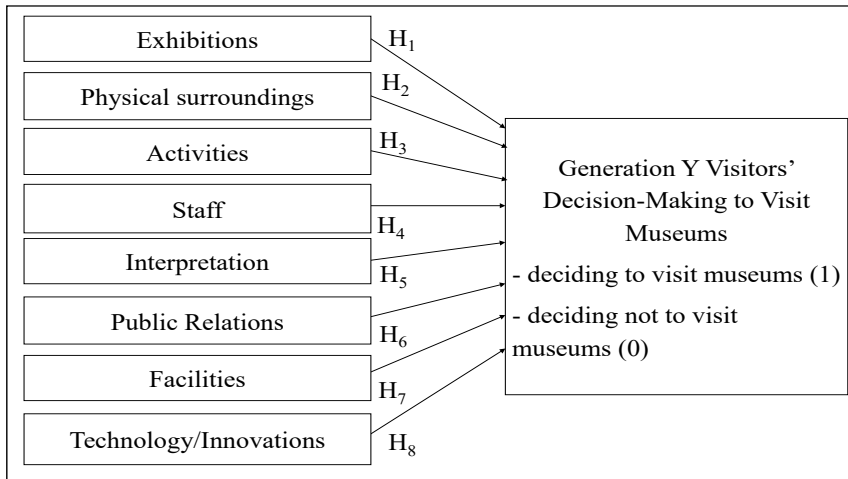 Exhibitions
H₁
Physical surroundings
H₂
Activities
H₃
Staff
H₄
Interpretation
H₅
Public Relations
H₆
Facilities
H₇
Technology/Innovations
H₈
Generation Y Visitors’
Decision-Making to Visit
Museums
- deciding to visit museums (1)
- deciding not to visit
museums (0)